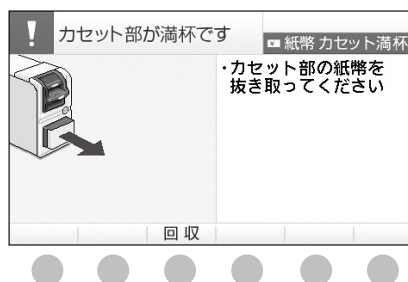 ! カセット部が満杯です
紙幣 カセット満杯
・カセット部の紙幣を
抜き取ってください
回収